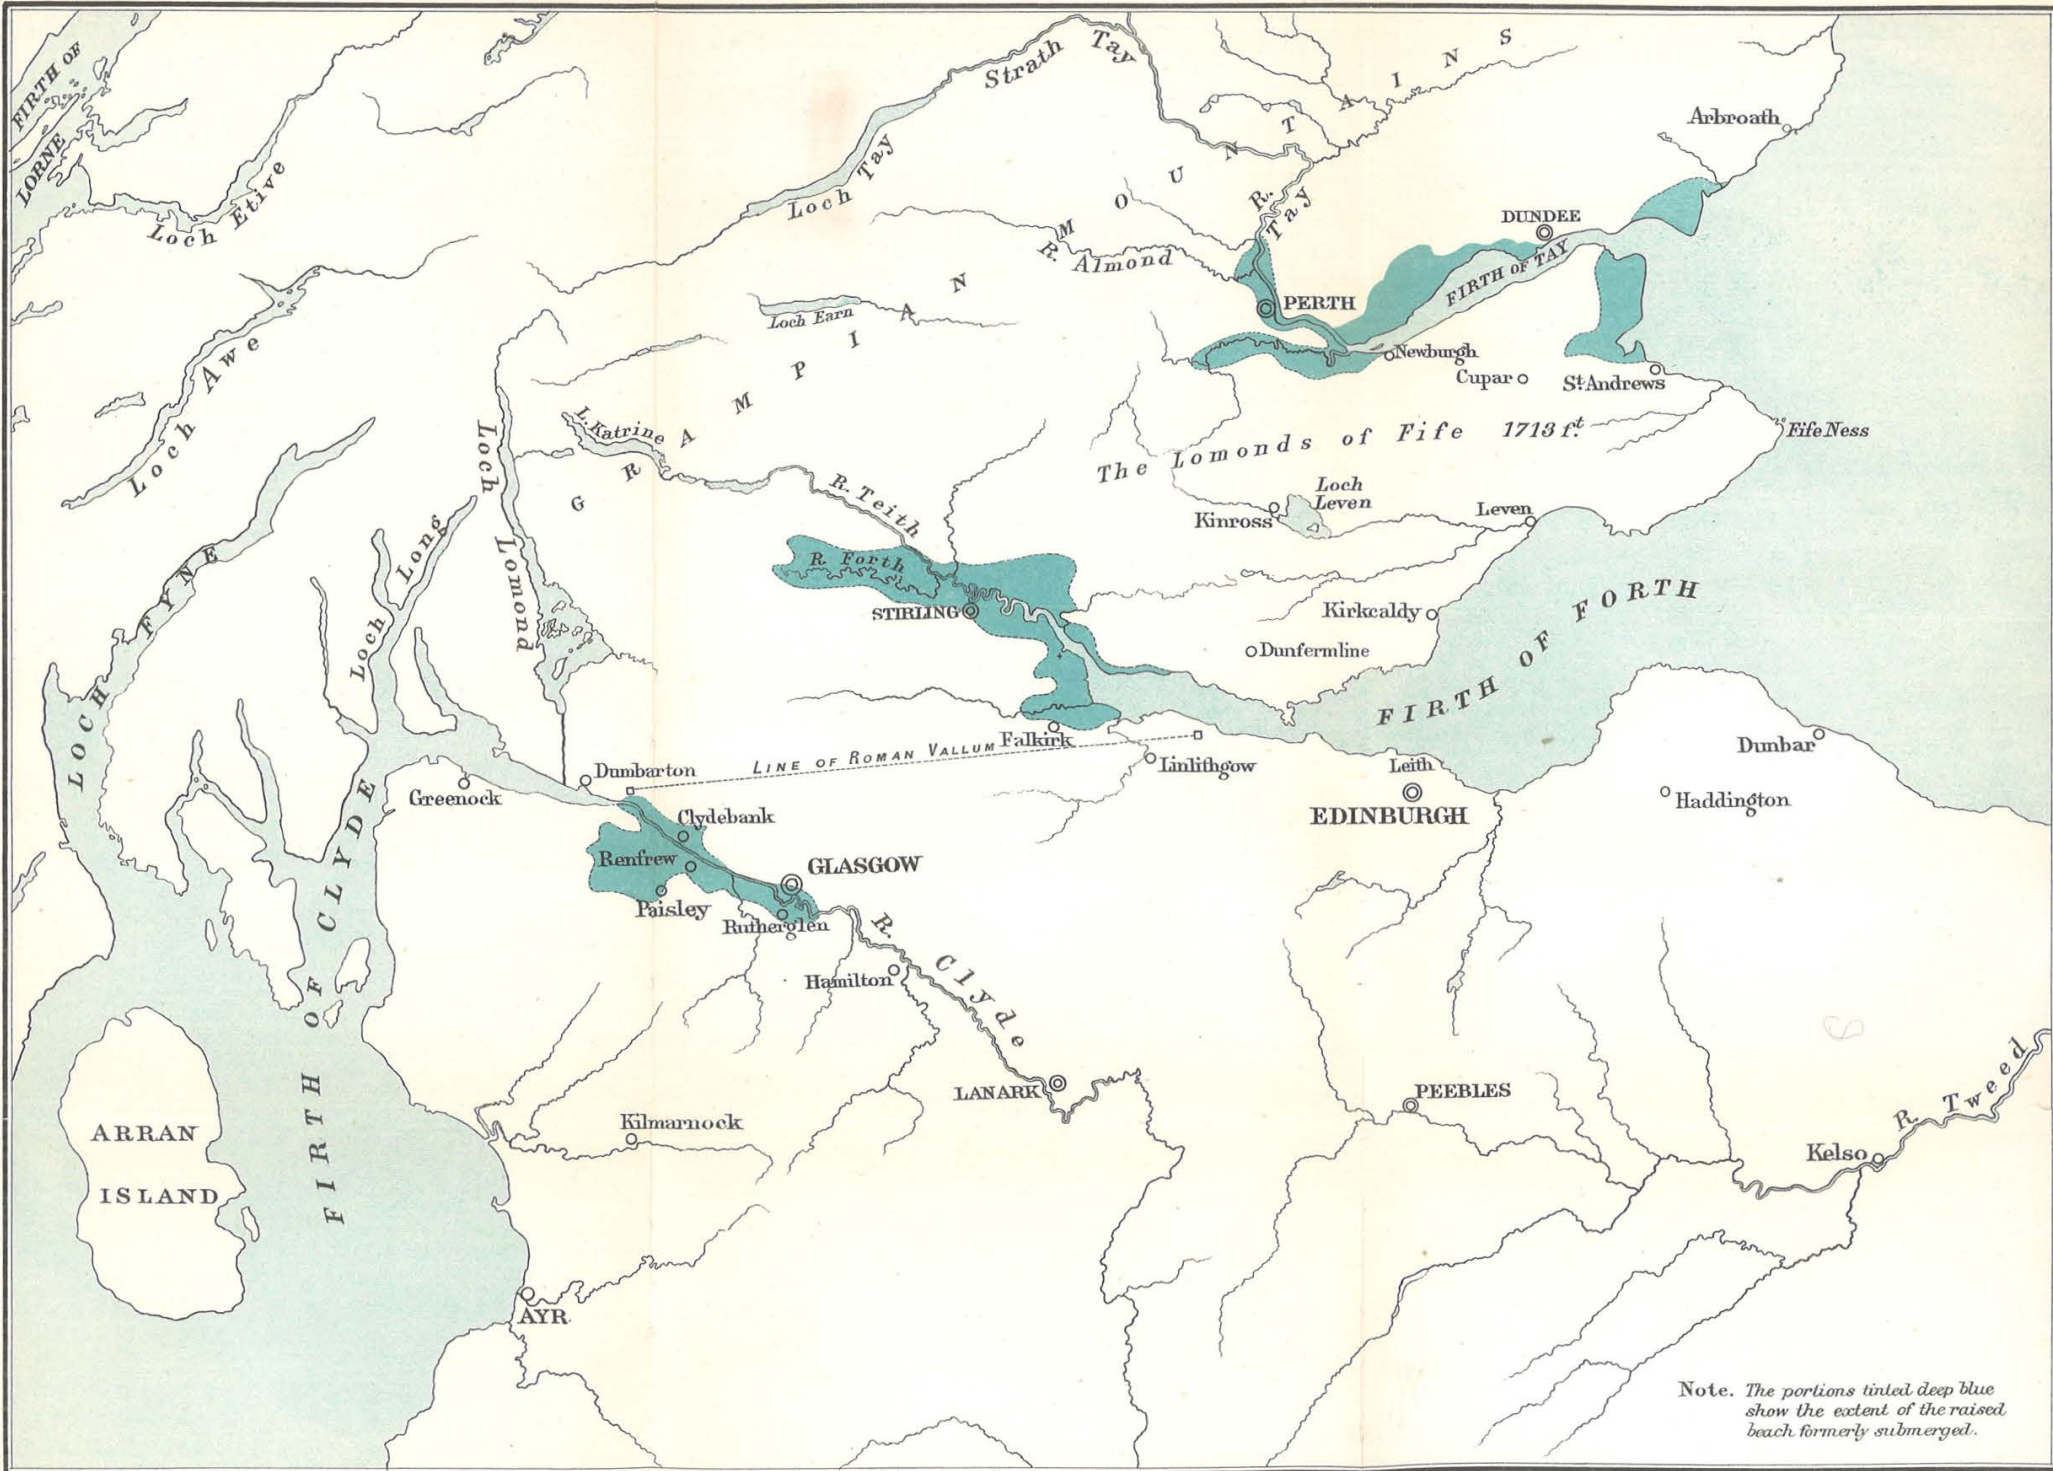 FIRTH OF
LORNE
Loch Etive
Strath Tay
Loch Tay
GRAMPIAN MOUNTAINS
R. Tay
R. Almond
Arbroath
DUNDEE
FIRTH OF TAY
PERTH
Newburgh
Cupar
St. Andrews
Loch Earn
Loch Awe
L. Katrine
Loch Lomond
The Lomonds of Fife 1713 ft.
Fife Ness
R. Teith
Loch
Leven
Kinross
Leven
LOCH FYNE
Loch Long
R. Forth
STIRLING
Kirkcaldy
Dunfermline
FIRTH OF FORTH
Falkirk
LINE OF ROMAN VALLUM
Linlithgow
Dumbarton
Greenock
Leith
EDINBURGH
Dunbar
Haddington
Clydebank
Renfrew
GLASGOW
Paisley
Rutherglen
FIRTH OF CLYDE
R. Clyde
Hamilton
LANARK
PEEBLES
R. Tweed
Kelso
Kilmarnock
ARRAN
ISLAND
AYR.
Note. The portions tinted deep blue
show the extent of the raised
beach formerly submerged.